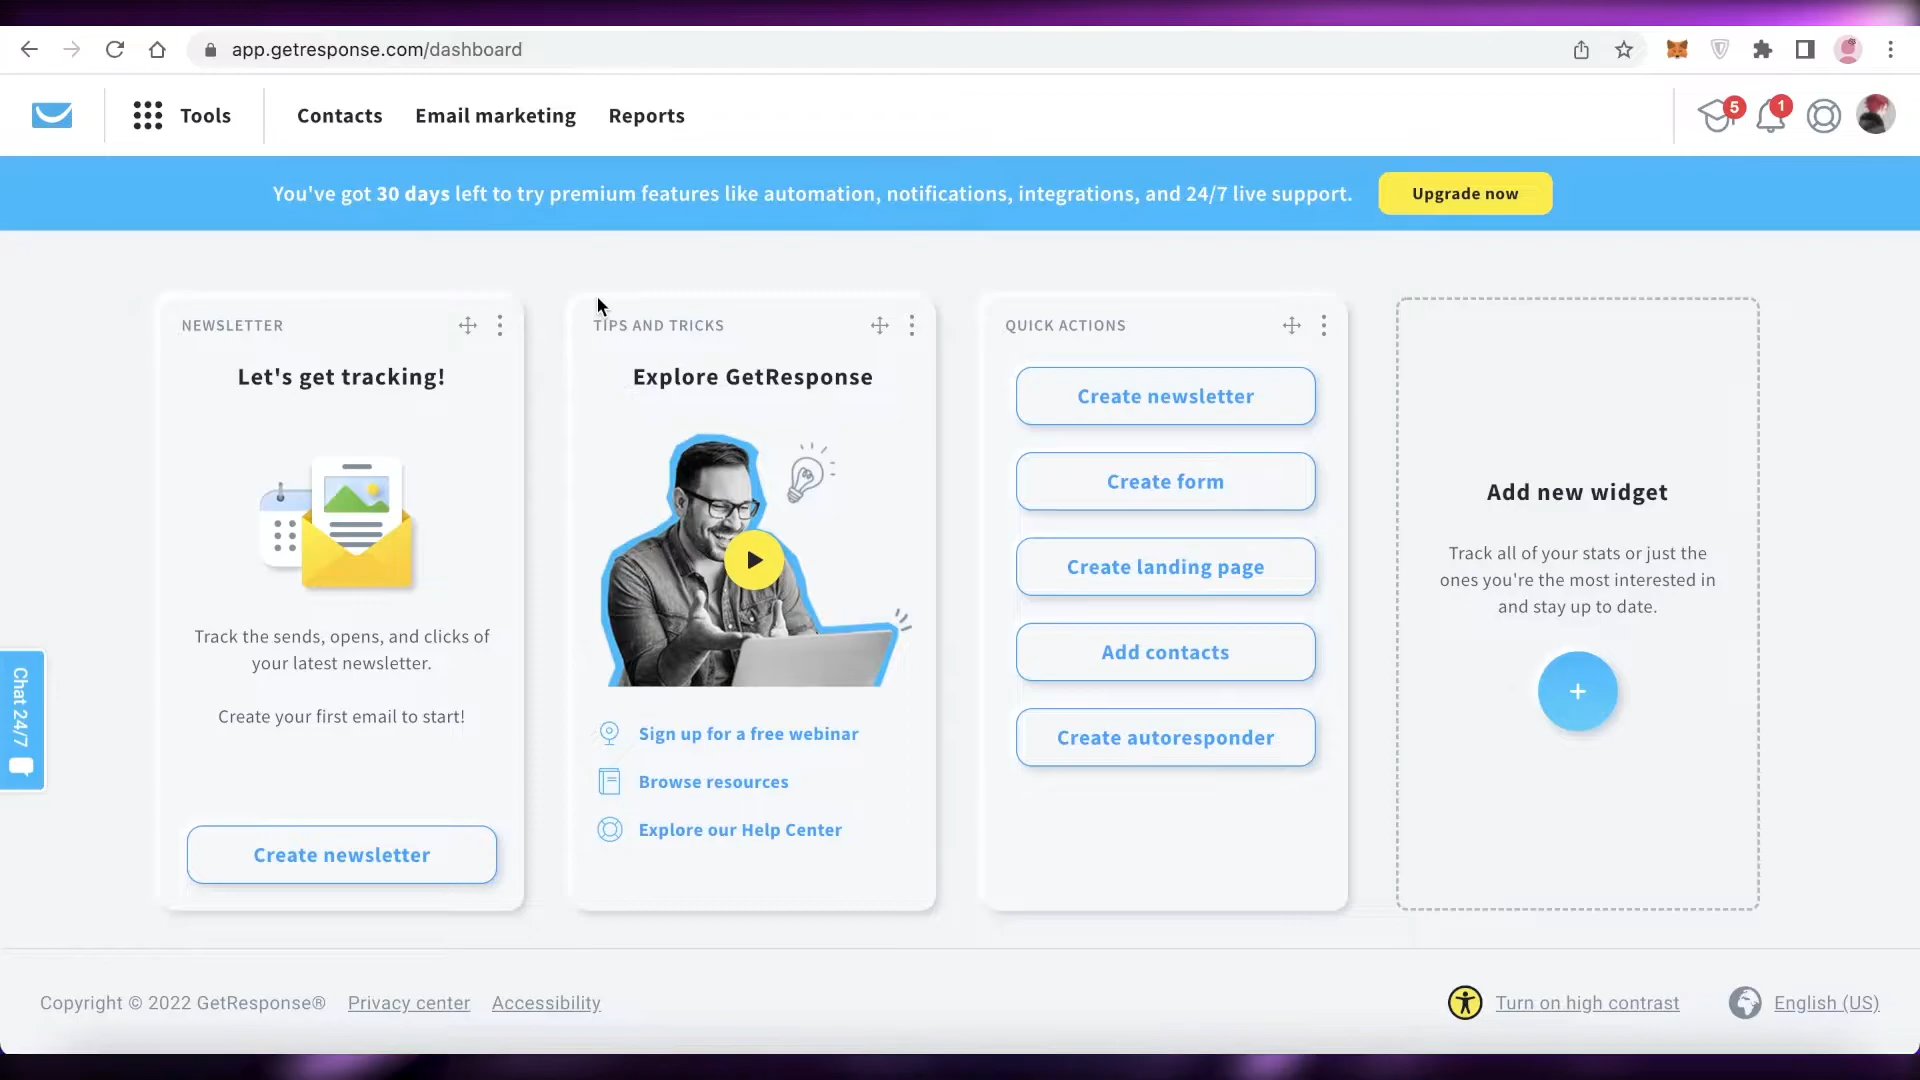 app.getresponse.com/dashboard
Tools
Contacts
Email marketing
Reports
5
1
You've got 30 days left to try premium features like automation, notifications, integrations, and 24/7 live support.
Upgrade now
NEWSLETTER
Let's get tracking!
Track the sends, opens, and clicks of
your latest newsletter.
Create your first email to start!
Create newsletter
TIPS AND TRICKS
Explore GetResponse
Sign up for a free webinar
Browse resources
Explore our Help Center
QUICK ACTIONS
Create newsletter
Create form
Create landing page
Add contacts
Create autoresponder
Add new widget
Track all of your stats or just the
ones you're the most interested in
and stay up to date.
Chat 24/7
Copyright © 2022 GetResponse®
Privacy center
Accessibility
Turn on high contrast
English (US)